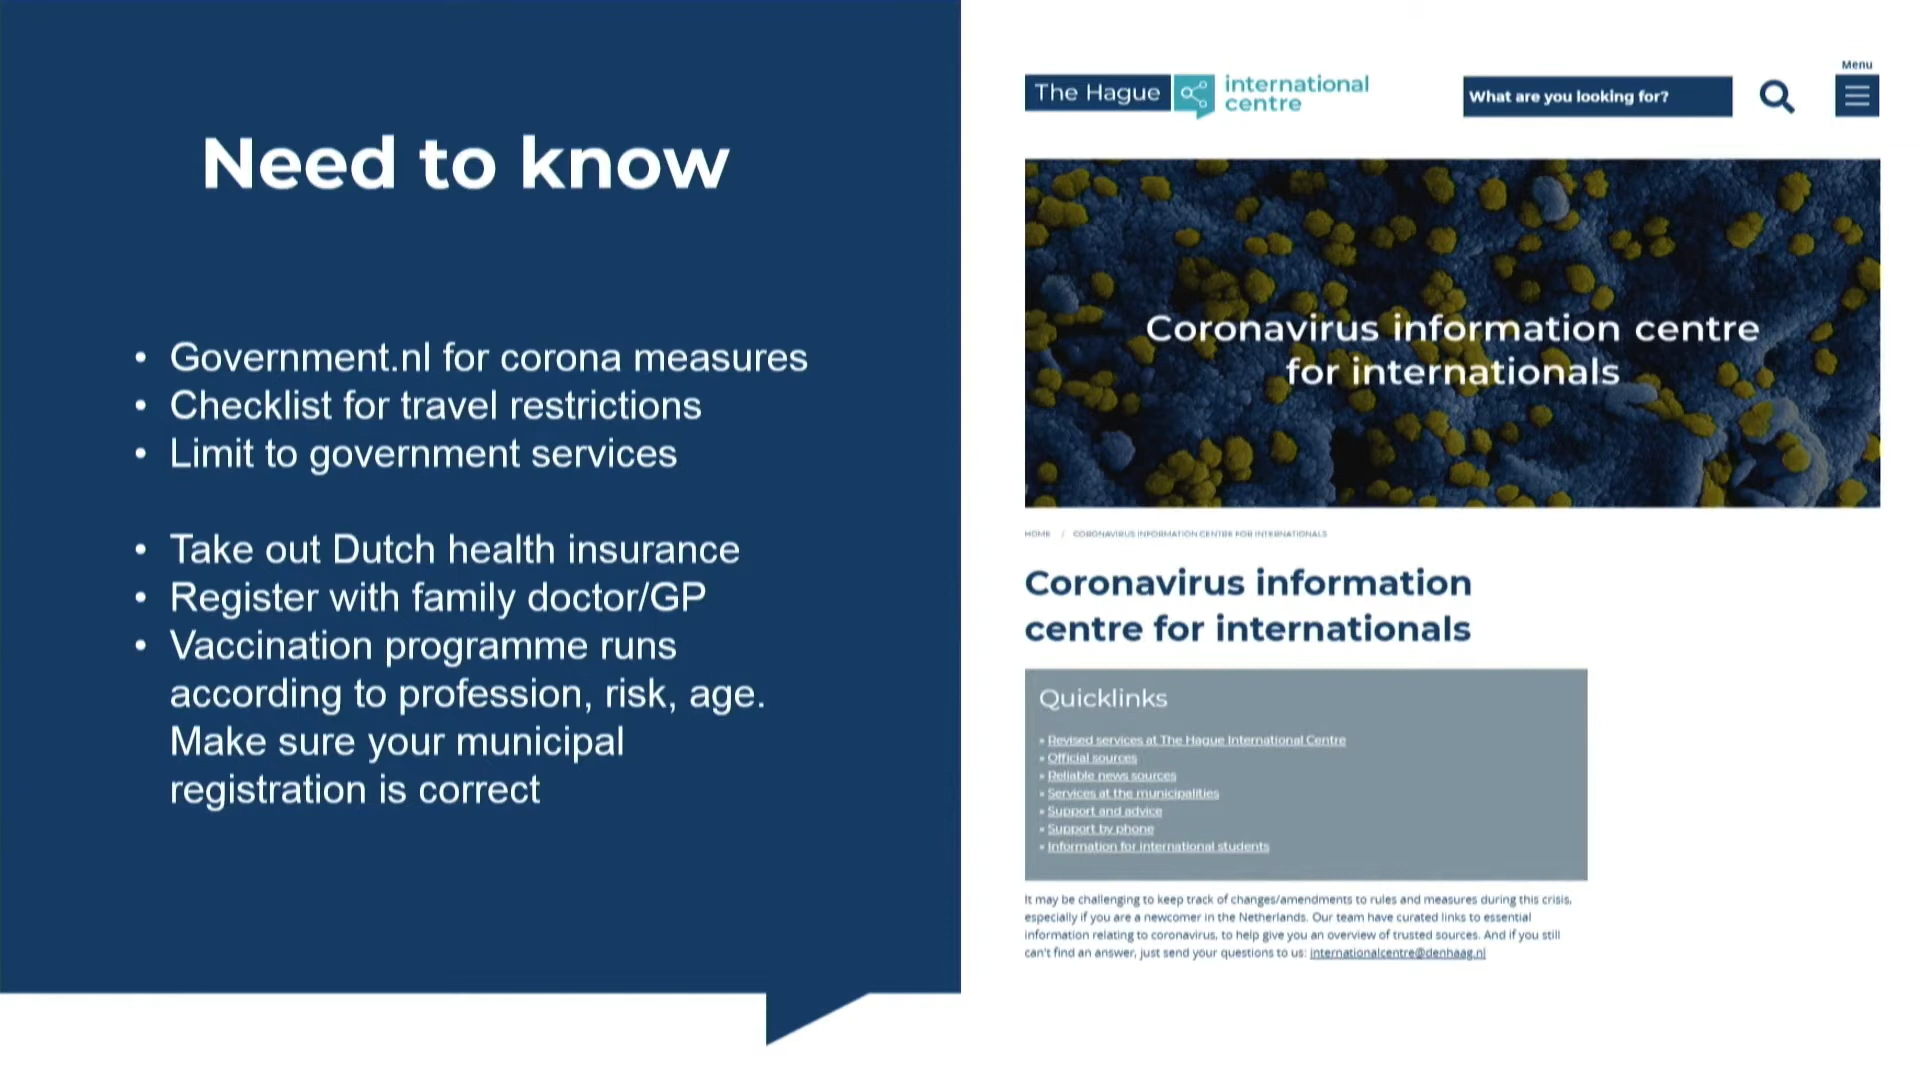 Need to know
• Government.nl for corona measures
• Checklist for travel restrictions
• Limit to government services
• Take out Dutch health insurance
• Register with family doctor/GP
• Vaccination programme runs
according to profession, risk, age.
Make sure your municipal
registration is correct
The Hague
international
centre
What are you looking for?
Menu
Coronavirus information centre
for internationals
HOME / CORONAVIRUS INFORMATION CENTRE FOR INTERNATIONALS
Coronavirus information
centre for internationals
Quicklinks
• Revised services at The Hague International Centre
• Official sources
• Reliable news sources
• Services at the municipalities
• Support and advice
• Support by phone
• Information for international students
It may be challenging to keep track of changes/amendments to rules and measures during this crisis,
especially if you are a newcomer in the Netherlands. Our team have curated links to essential
information relating to coronavirus, to help give you an overview of trusted sources. And if you still
can't find an answer, just send your questions to us: internationalcentre@denhaag.nl